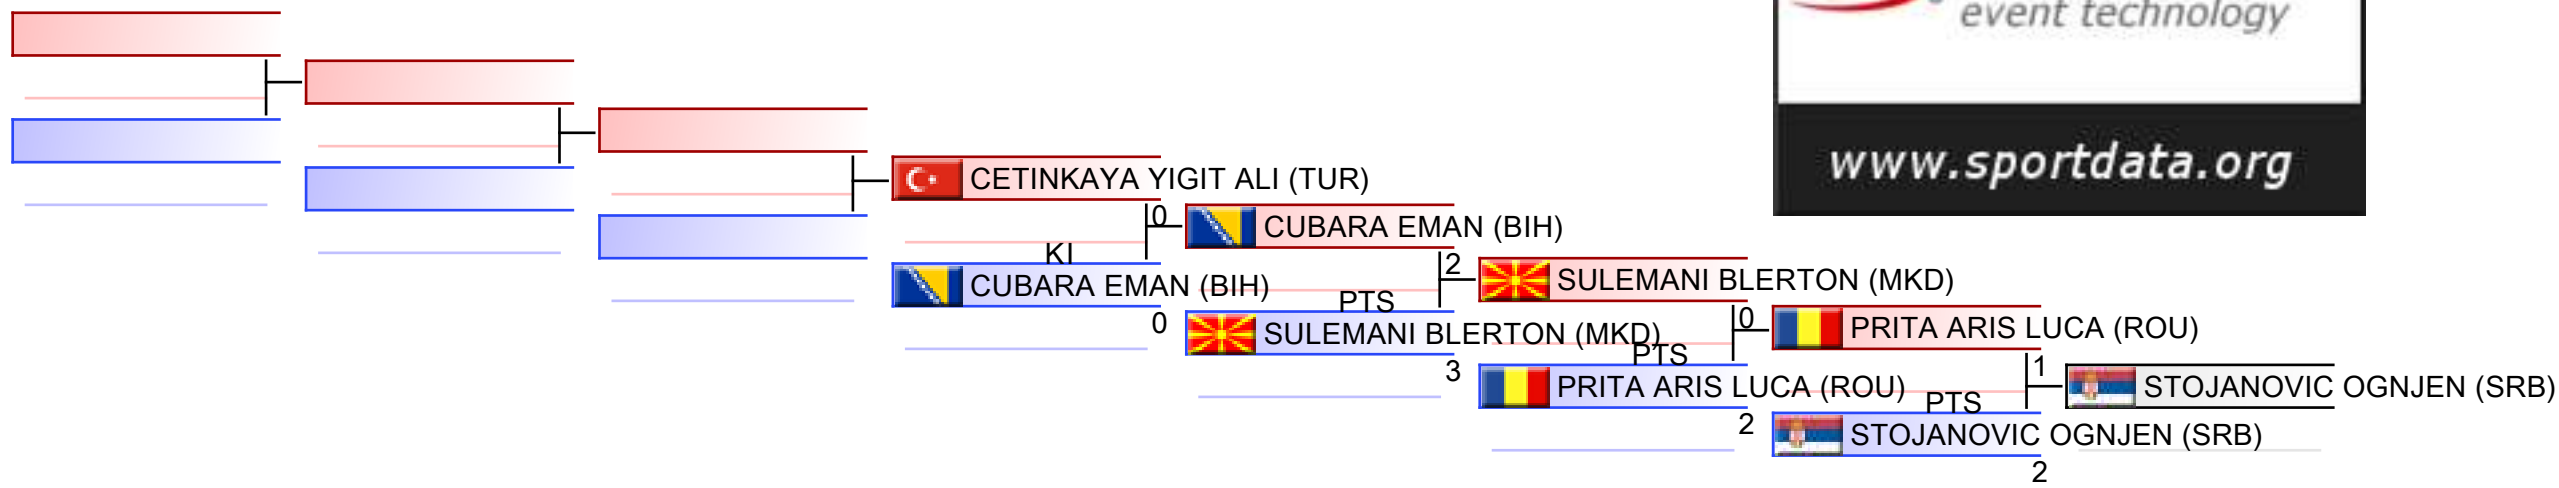 event technology
www.sportdata.org
CETINKAYA YIGIT ALI (TUR)
0
KI
CUBARA EMAN (BIH)
0
CUBARA EMAN (BIH)
2
PTS
SULEMANI BLERTON (MKD)
3
SULEMANI BLERTON (MKD)
0
PTS
PRITA ARIS LUCA (ROU)
2
PRITA ARIS LUCA (ROU)
1
PTS
STOJANOVIC OGNJEN (SRB)
2
STOJANOVIC OGNJEN (SRB)